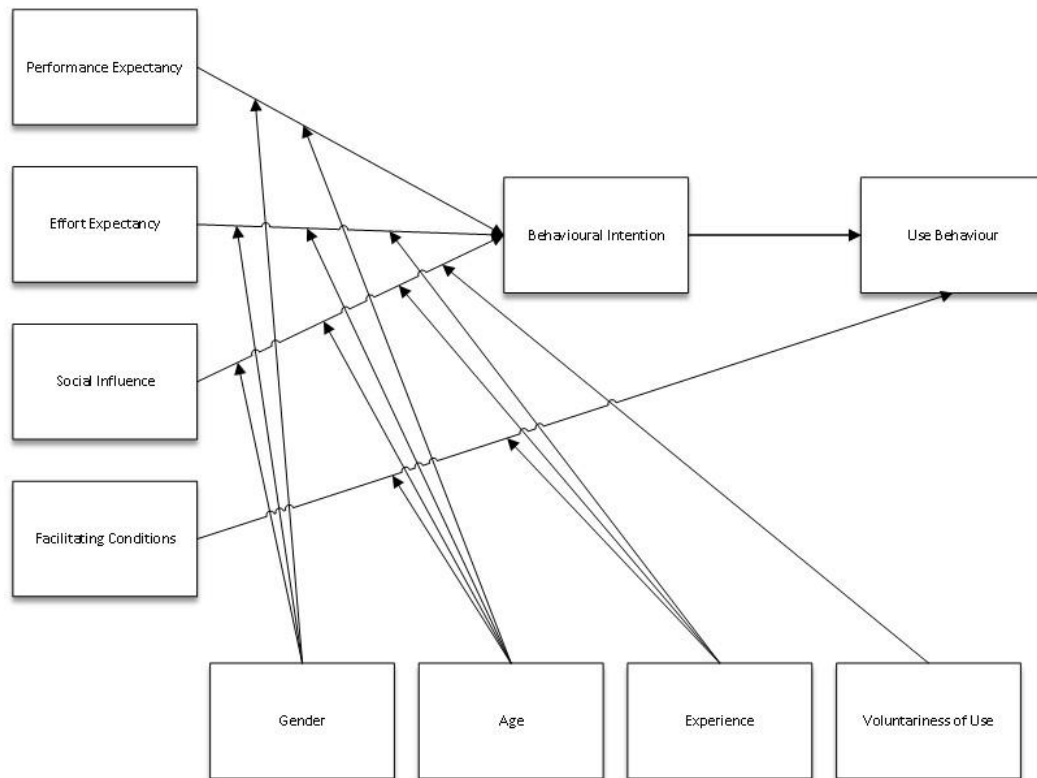 Performance Expectancy
Effort Expectancy
Behavioural Intention
Use Behaviour
Social Influence
Facilitating Conditions
Gender
Age
Experience
Voluntariness of Use